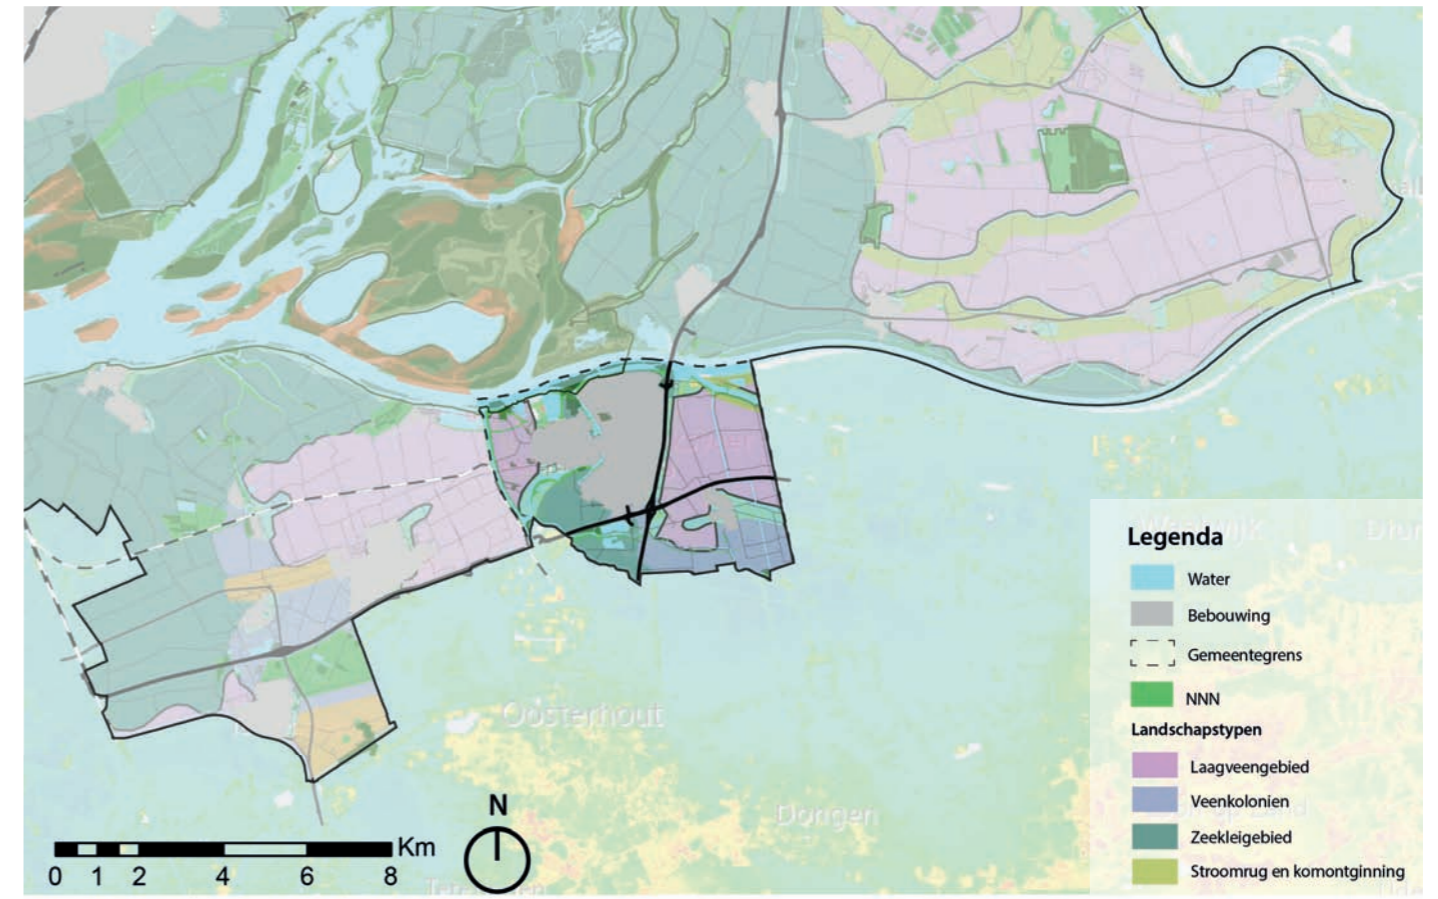 Oosterhout
Dongen
N
Km
0 1 2 4 6 8
Legenda
Water
Bebouwing
Gemeentegrens
NNN
Landschapstypen
Laagveengebied
Veenkolonien
Zeekleigebied
Stroomrug en komontginning